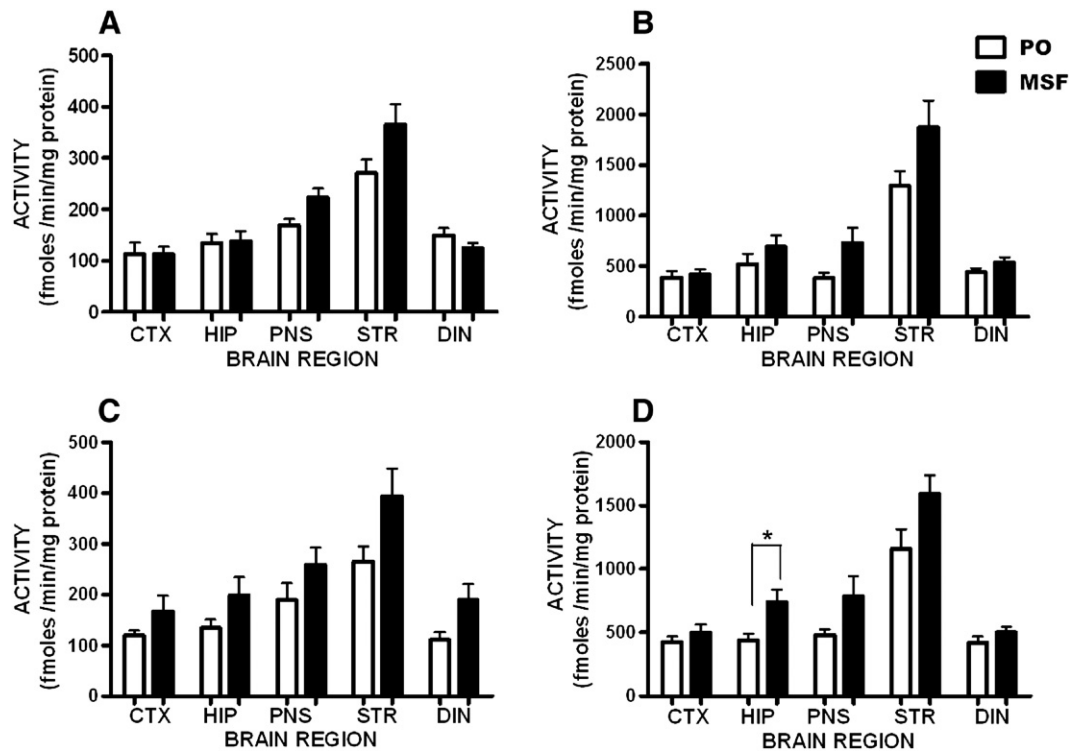 A
500
400
300
200
100
0
ACTIVITY
(fmoles /min/mg protein)
CTX HIP PNS STR DIN
BRAIN REGION
B
2500
2000
1500
1000
500
0
ACTIVITY
(fmoles /min/mg protein)
CTX HIP PNS STR DIN
BRAIN REGION
PO
MSF
C
500
400
300
200
100
0
ACTIVITY
(fmoles /min/mg protein)
CTX HIP PNS STR DIN
BRAIN REGION
D
2000
1500
1000
500
0
ACTIVITY
(fmoles /min/mg protein)
*
CTX HIP PNS STR DIN
BRAIN REGION